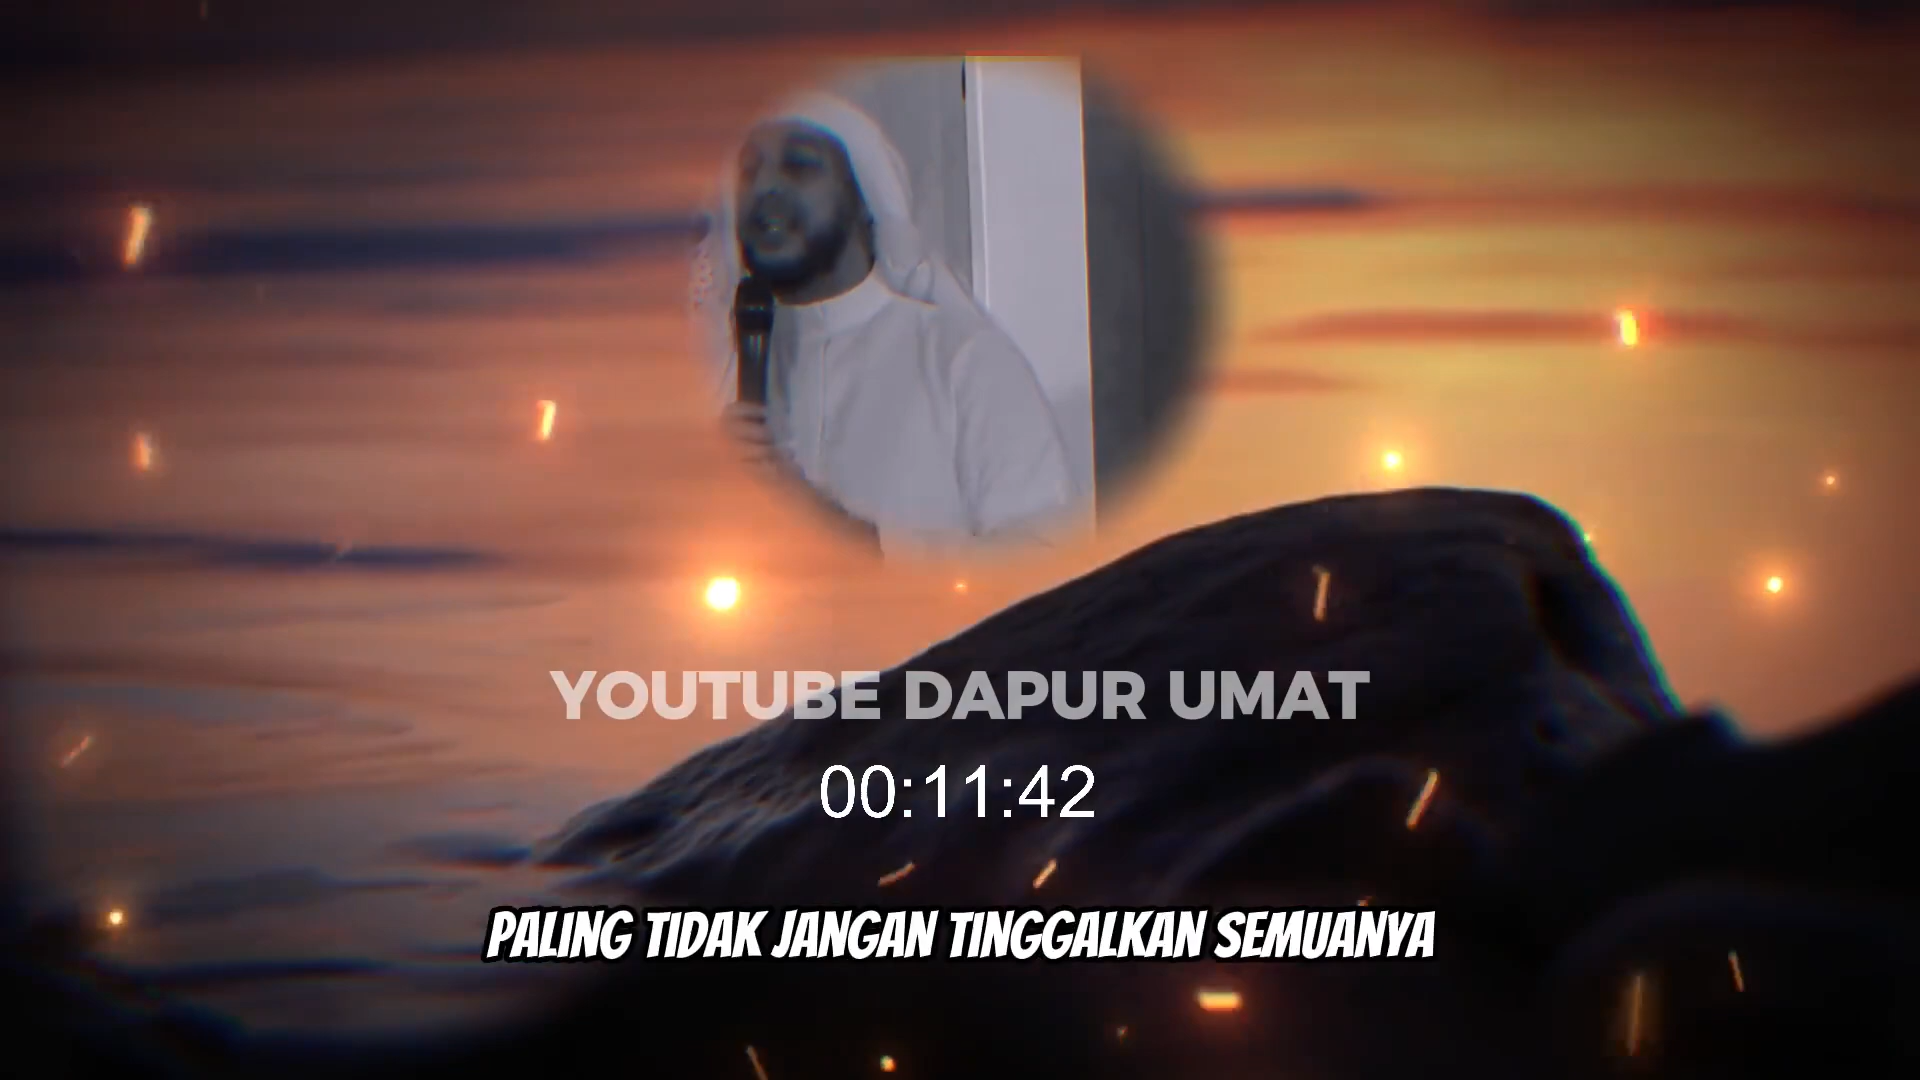 YOUTUBE DAPUR UMAT
00:11:42
PALING TIDAK JANGAN TINGGALKAN SEMUANYA